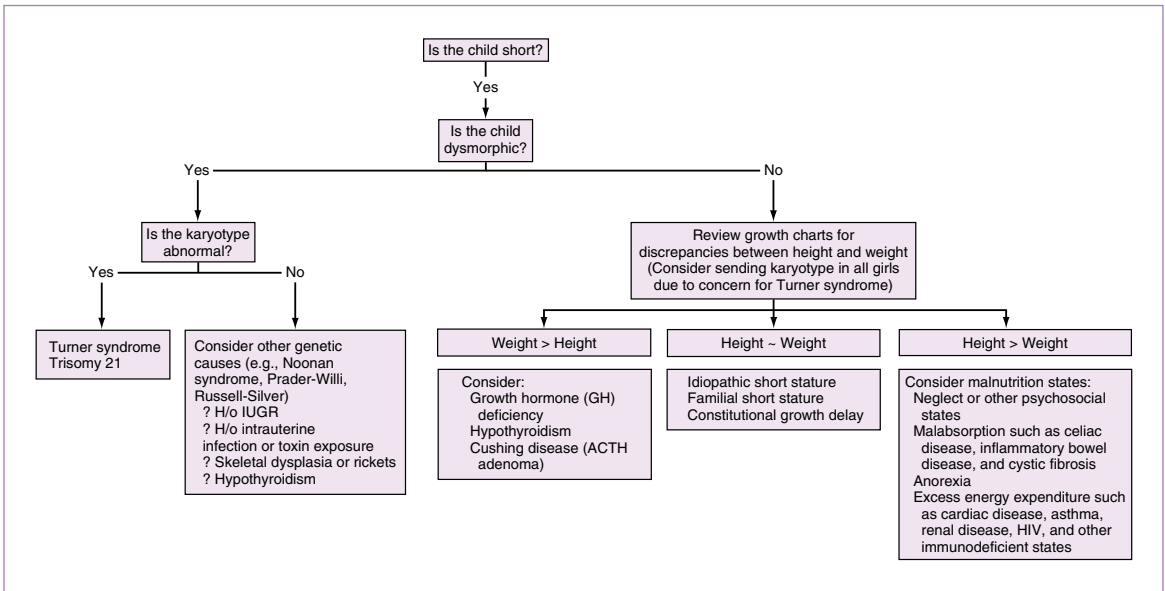 Is the child short?
Yes
Is the child
dysmorphic?
Yes
No
Is the karyotype
abnormal?
Yes
No
Turner syndrome
Trisomy 21
Consider other genetic
causes (e.g., Noonan
syndrome, Prader-Willi,
Russell-Silver)
? H/o IUGR
? H/o intrauterine
infection or toxin exposure
? Skeletal dysplasia or rickets
? Hypothyroidism
Review growth charts for
discrepancies between height and weight
(Consider sending karyotype in all girls
due to concern for Turner syndrome)
Weight > Height
Consider:
Growth hormone (GH)
deficiency
Hypothyroidism
Cushing disease (ACTH
adenoma)
Height ~ Weight
Idiopathic short stature
Familial short stature
Constitutional growth delay
Height > Weight
Consider malnutrition states:
Neglect or other psychosocial
states
Malabsorption such as celiac
disease, inflammatory bowel
disease, and cystic fibrosis
Anorexia
Excess energy expenditure such
as cardiac disease, asthma,
renal disease, HIV, and other
immunodeficient states